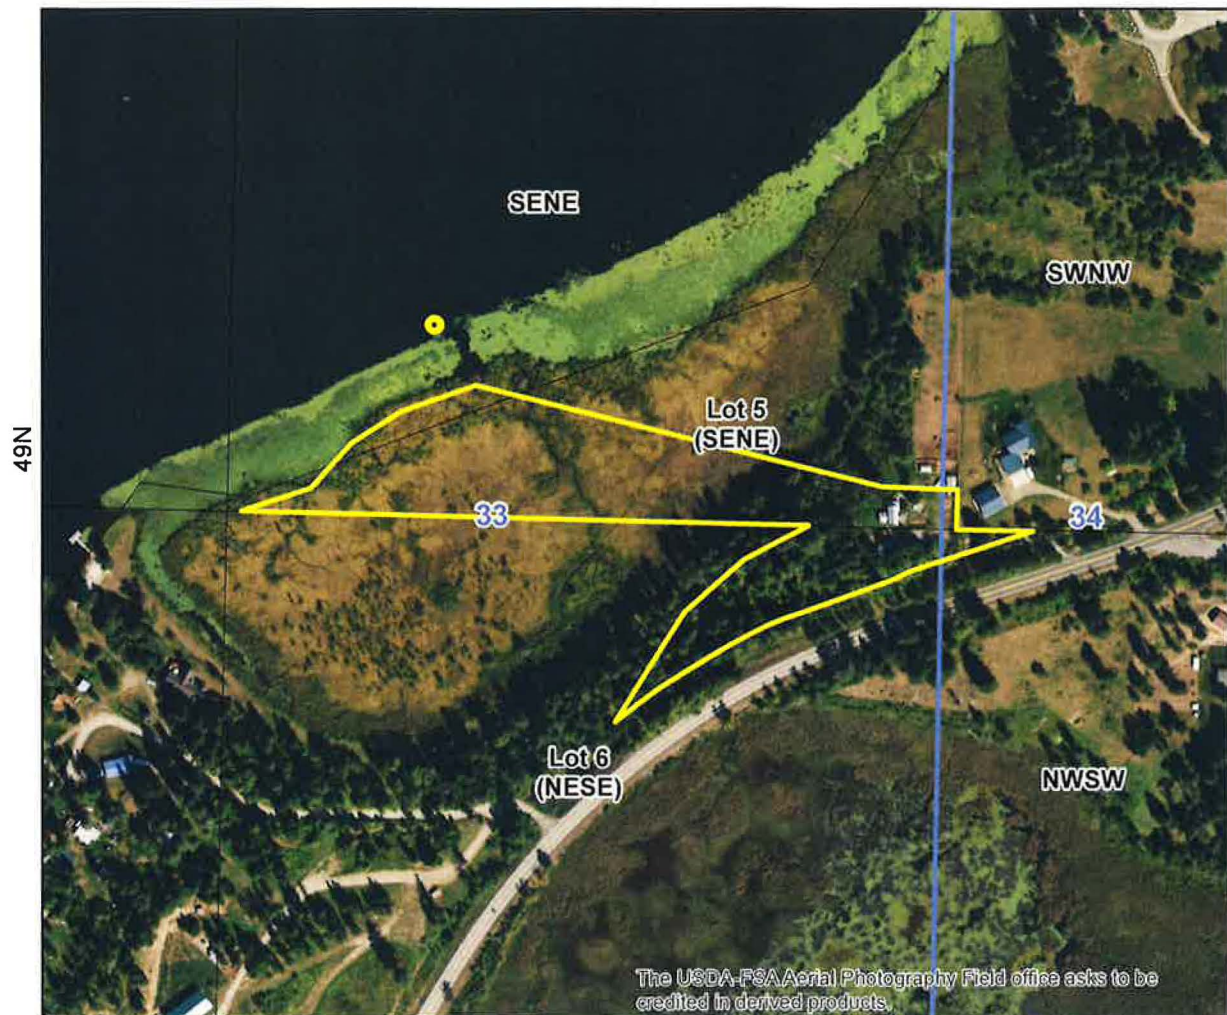 SENE
SWNW
49N
Lot 5
(SENE)
33
34
Lot 6
(NESE)
NWSW
The USDA-FSA Aerial Photography Field office asks to be
credited in derived products.